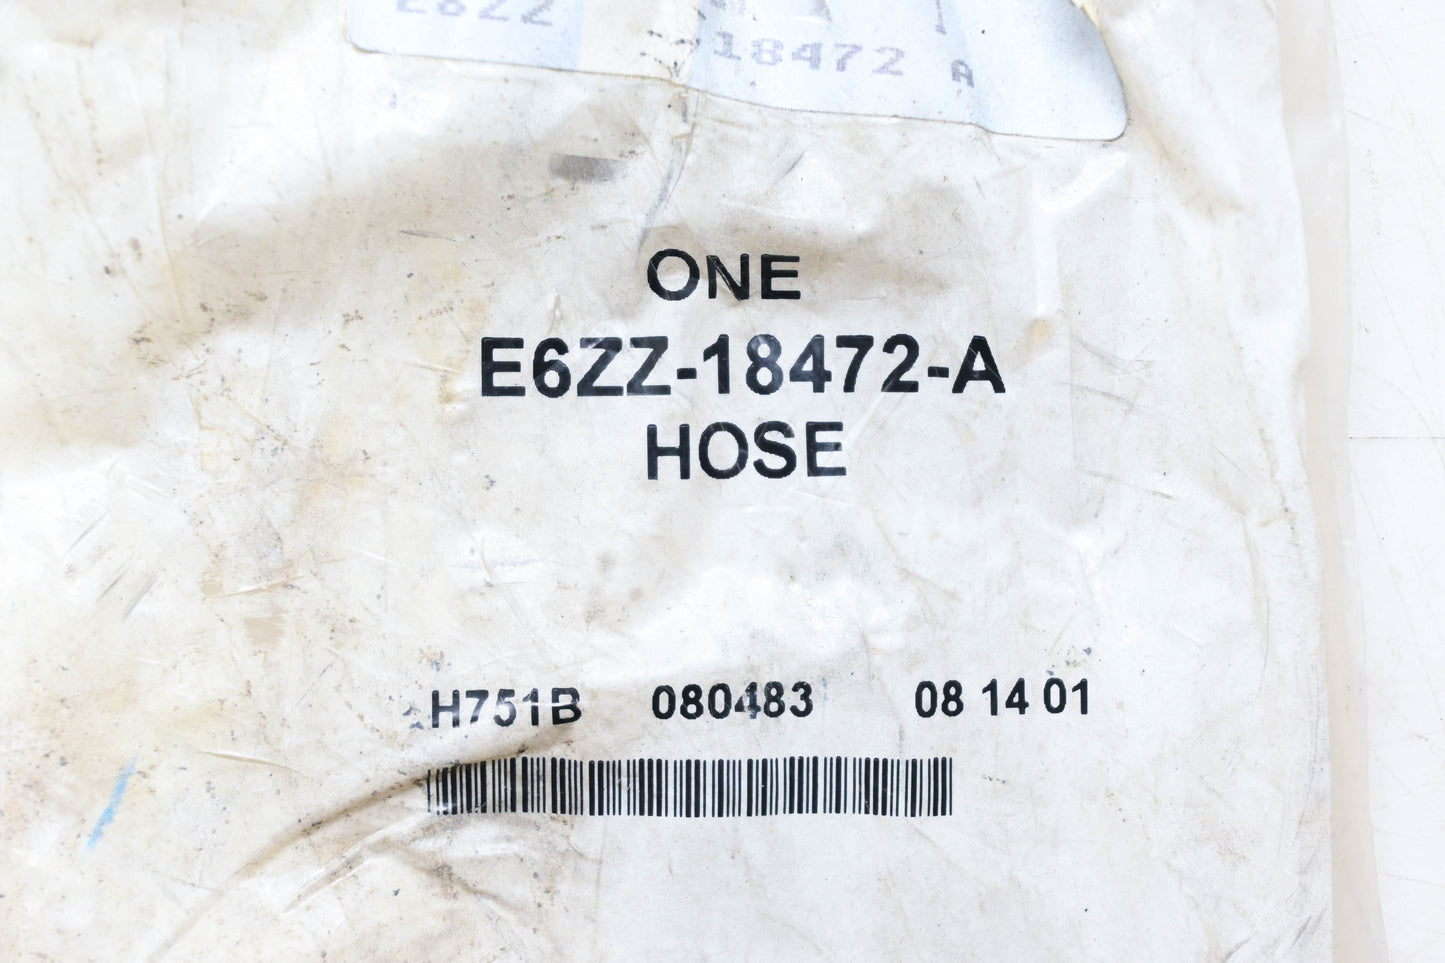 E6ZZ 18472 A
ONE
E6ZZ-18472-A
HOSE
H751B 080483 08 14 01